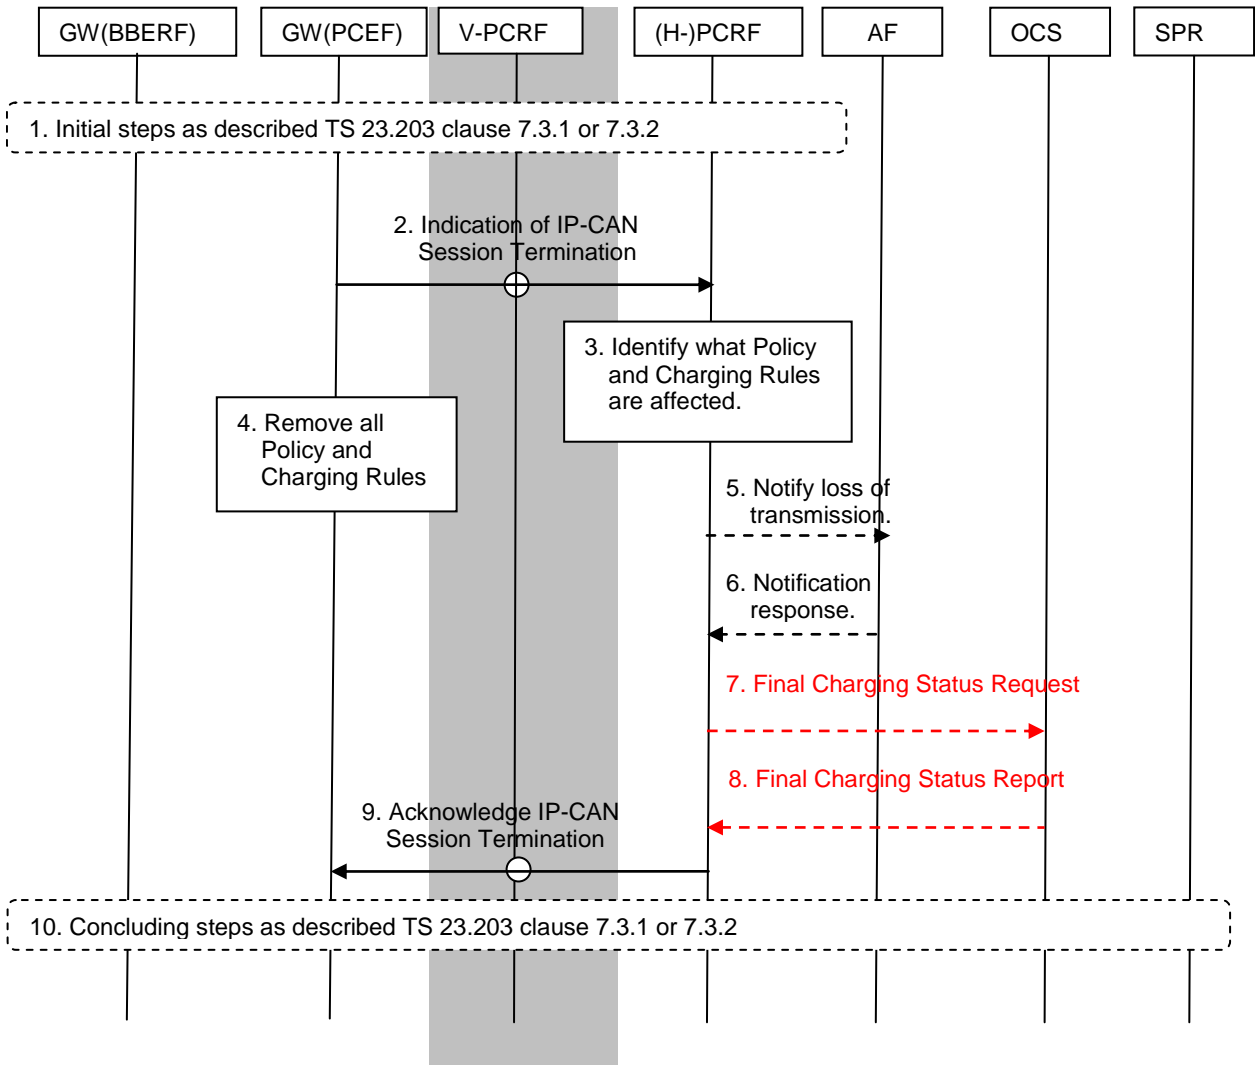 GW(BBERF)
GW(PCEF)
V-PCRF
(H-)PCRF
AF
OCS
SPR
1. Initial steps as described TS 23.203 clause 7.3.1 or 7.3.2
2. Indication of IP-CAN
Session Termination
3. Identify what Policy
and Charging Rules
are affected.
4. Remove all
Policy and
Charging Rules
5. Notify loss of
transmission.
6. Notification
response.
7. Final Charging Status Request
8. Final Charging Status Report
9. Acknowledge IP-CAN
Session Termination
10. Concluding steps as described TS 23.203 clause 7.3.1 or 7.3.2